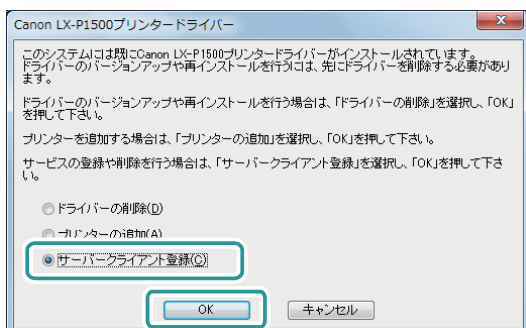 Canon LX-P1500プリンタードライバー
このシステムには既にCanon LX-P1500プリンタードライバーがインストールされています。
ドライバーのバージョンアップや再インストールを行うには、先にドライバーを削除する必要があり
ます。
ドライバーのバージョンアップや再インストールを行う場合は、「ドライバーの削除」を選択し、「OK」
を押して下さい。
プリンターを追加する場合は、「プリンターの追加」を選択し、「OK」を押して下さい。
サービスの登録や削除を行う場合は、「サーバークライアント登録」を選択し、「OK」を押して下さ
い。
ドライバーの削除(D)
プリンターの追加(A)
サーバークライアント登録(C)
OK キャンセル